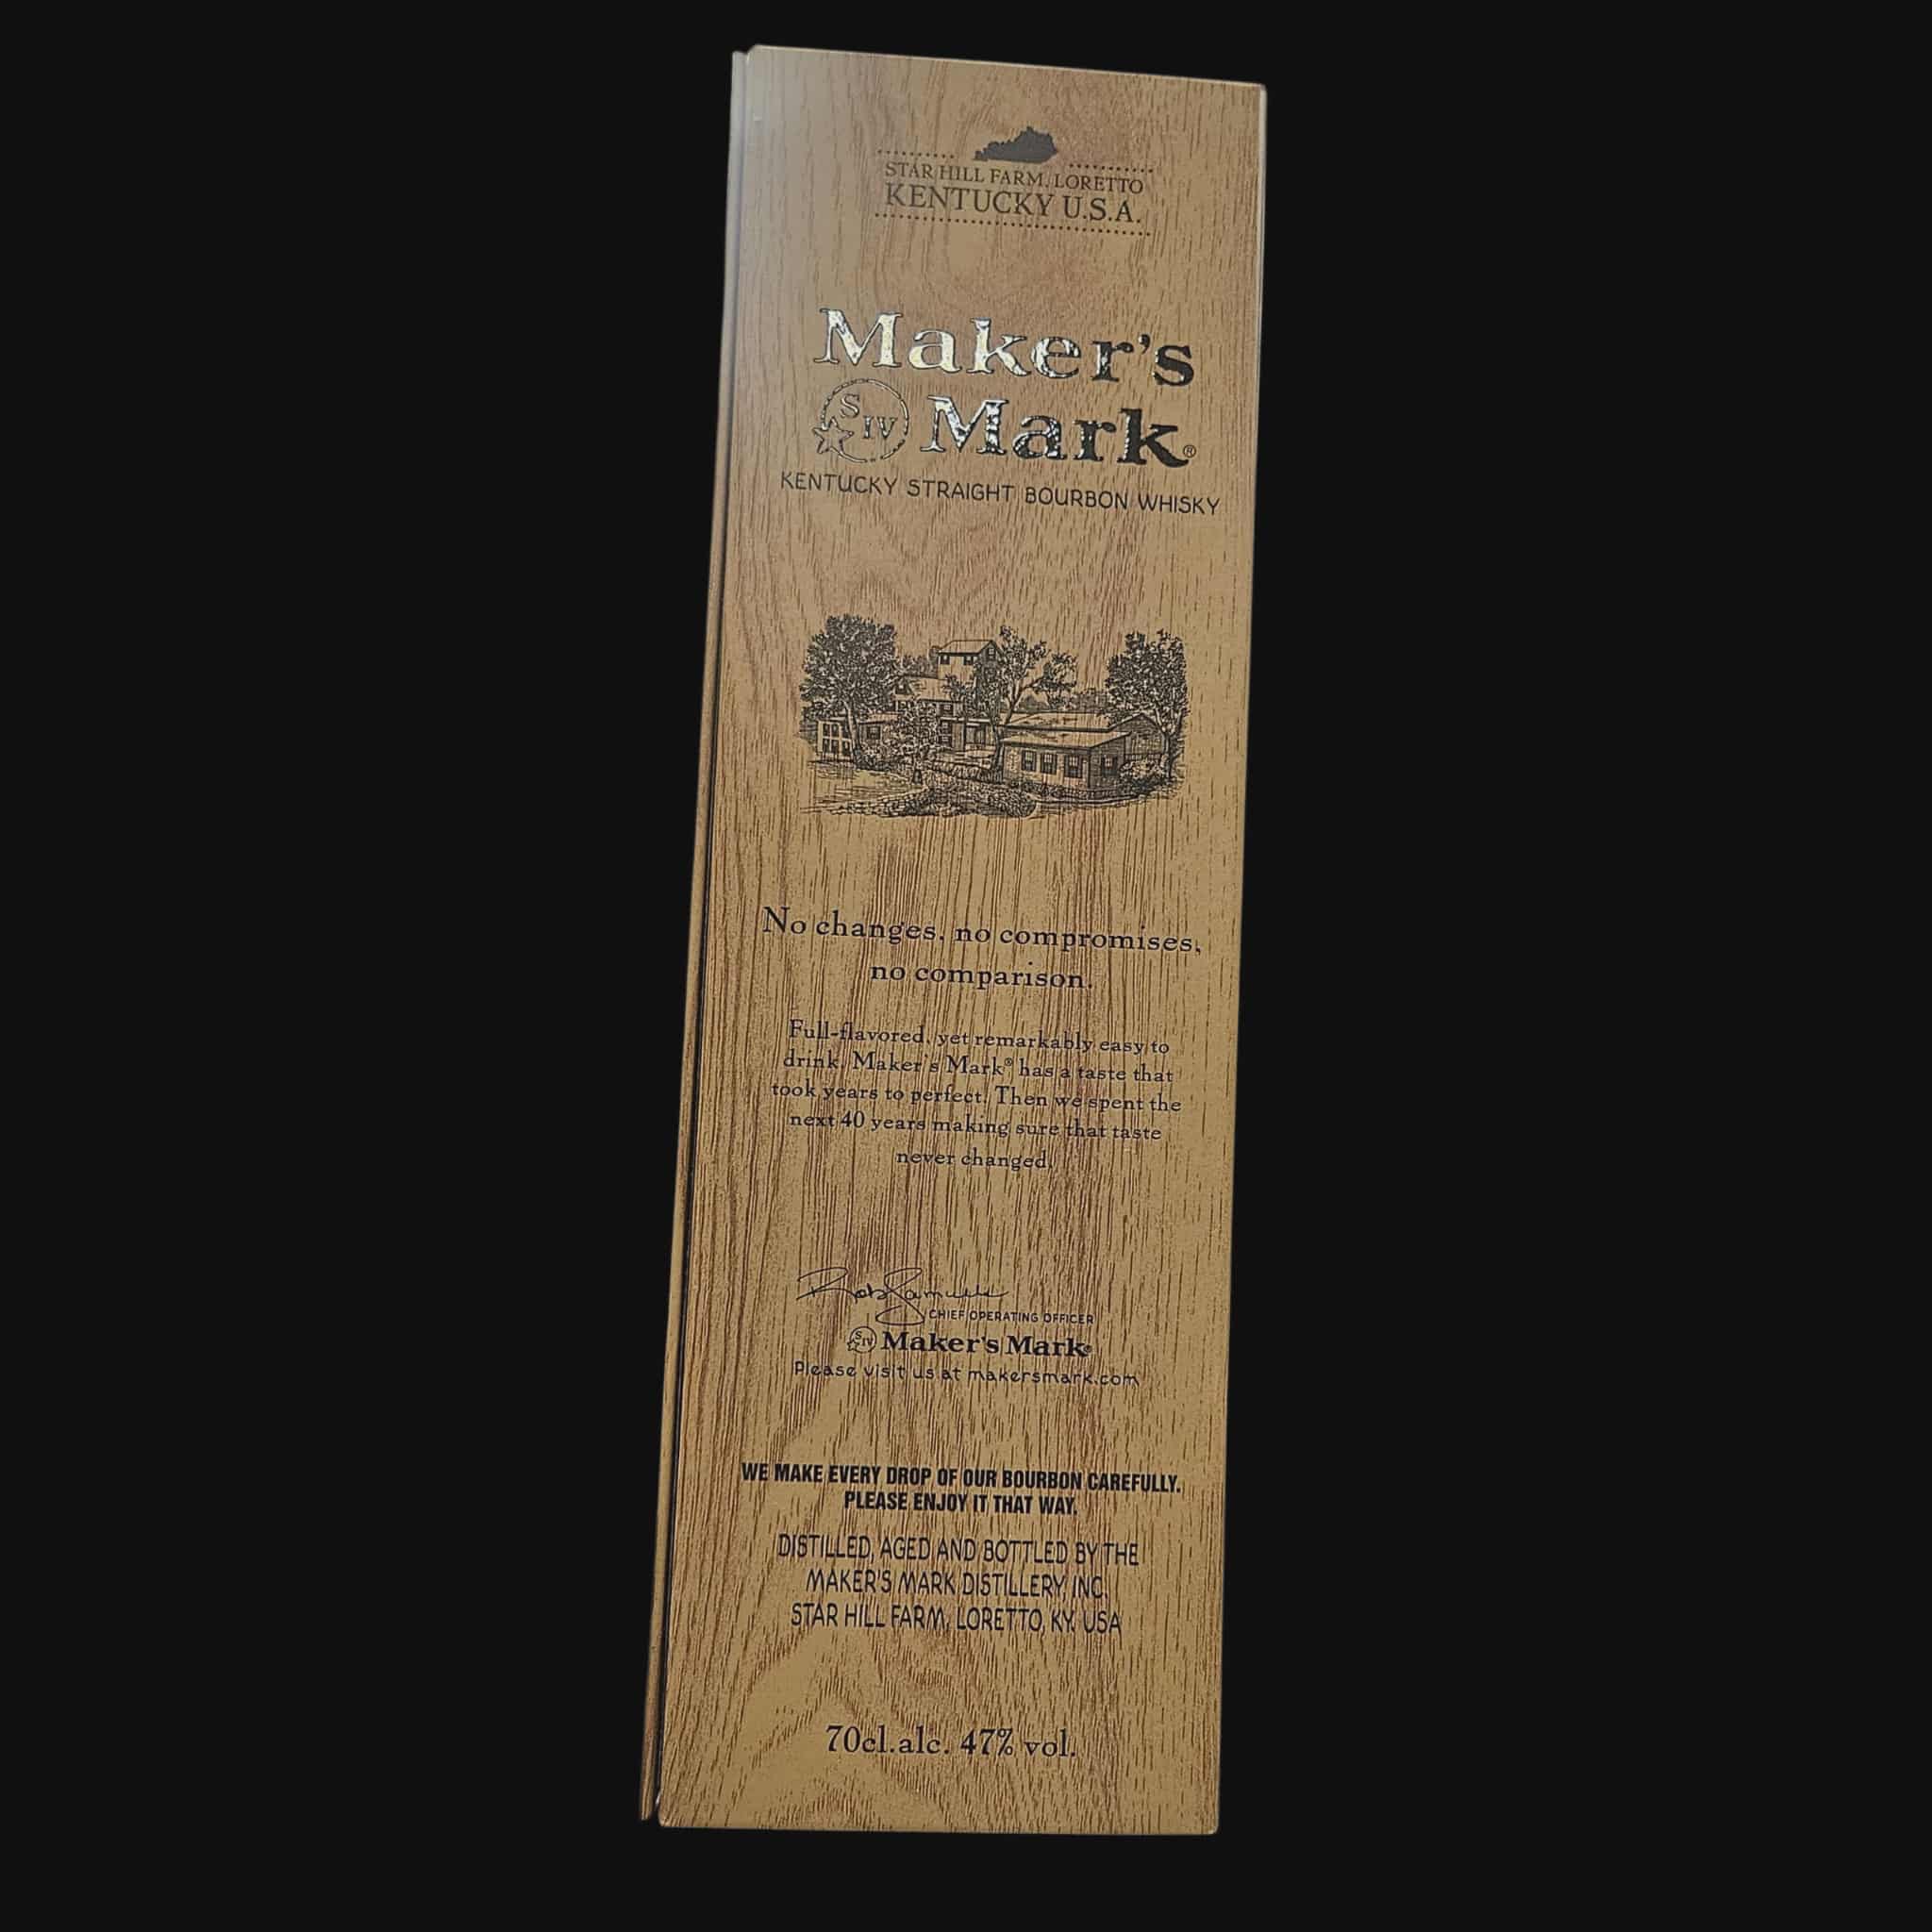 STAR HILL FARM, LORETTO
KENTUCKY U.S.A.
Maker's
S IV Mark®
KENTUCKY STRAIGHT BOURBON WHISKY
No changes, no compromises,
no comparison.
Full-flavored, yet remarkably easy to
drink. Maker's Mark® has a taste that
took years to perfect. Then we spent the
next 40 years making sure that taste
never changed.
Rob Samuels
CHIEF OPERATING OFFICER
S IV Maker's Mark®
Please visit us at makersmark.com
WE MAKE EVERY DROP OF OUR BOURBON CAREFULLY.
PLEASE ENJOY IT THAT WAY.
DISTILLED, AGED AND BOTTLED BY THE
MAKER'S MARK DISTILLERY, INC.
STAR HILL FARM, LORETTO, KY. USA
70cl.alc. 47% vol.